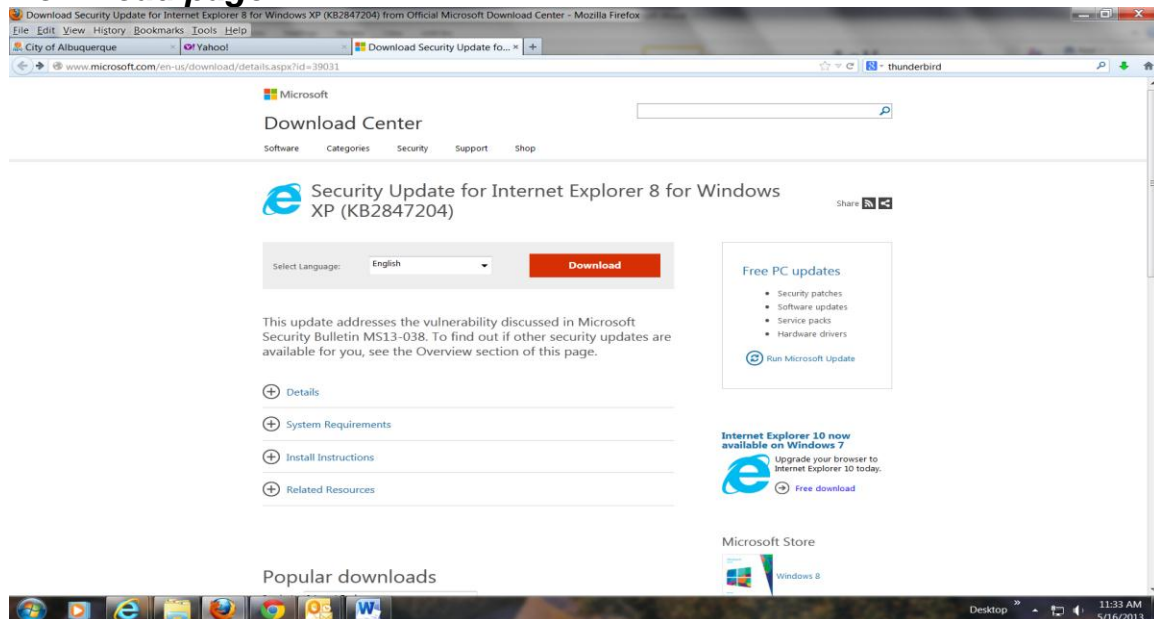 Download Security Update for Internet Explorer 8 for Windows XP (KB2847204) from Official Microsoft Download Center - Mozilla Firefox
File Edit View History Bookmarks Tools Help
City of Albuquerque
Yahoo!
Download Security Update fo...
www.microsoft.com/en-us/download/details.aspx?id=39031
thunderbird
Microsoft
Download Center
Software Categories Security Support Shop
Security Update for Internet Explorer 8 for Windows
XP (KB2847204)
Share
Select Language:
English
Download
This update addresses the vulnerability discussed in Microsoft
Security Bulletin MS13-038. To find out if other security updates are
available for you, see the Overview section of this page.
Details
System Requirements
Install Instructions
Related Resources
Popular downloads
Free PC updates
Security patches
Software updates
Service packs
Hardware drivers
Run Microsoft Update
Internet Explorer 10 now
available on Windows 7
Upgrade your browser to
Internet Explorer 10 today.
Free download
Microsoft Store
Windows 8
Desktop
11:33 AM
5/16/2013